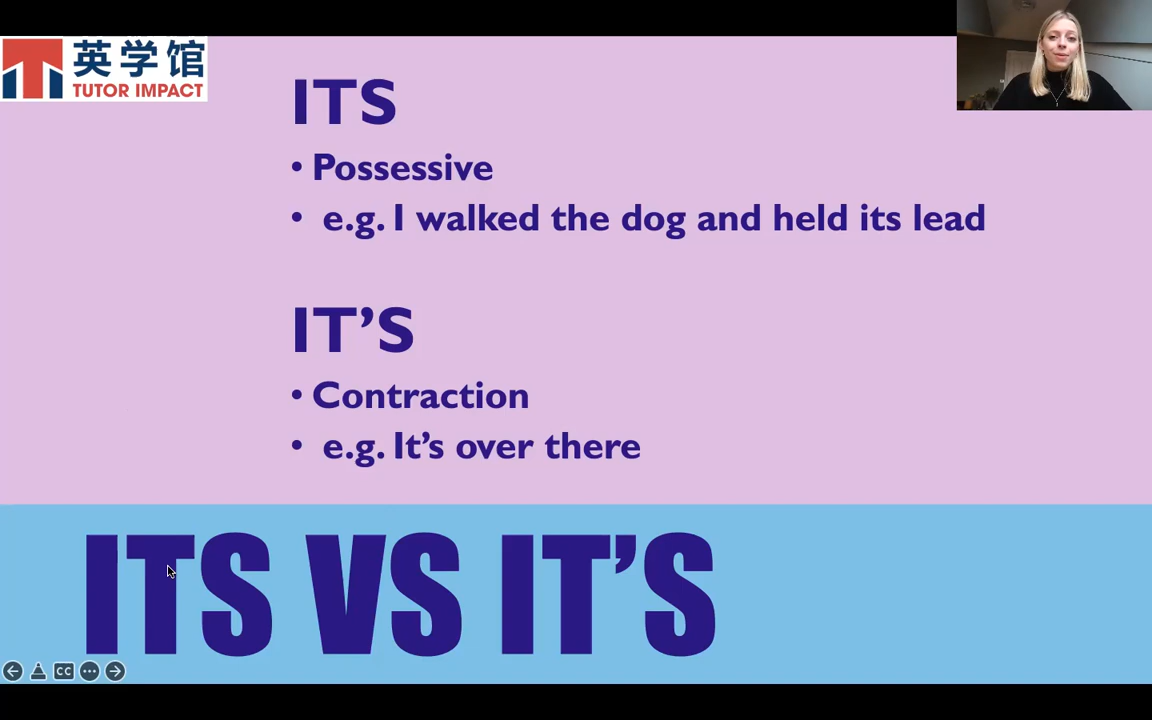 英学馆
TUTOR IMPACT
ITS
• Possessive
• e.g. I walked the dog and held its lead
IT’S
• Contraction
• e.g. It’s over there
ITS VS IT’S
CC